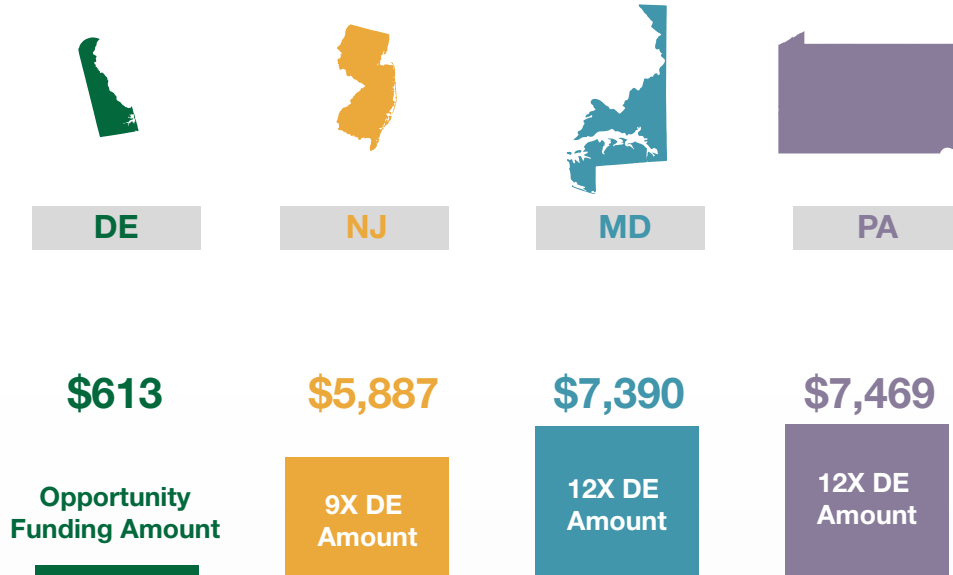 DE
NJ
MD
PA
$613
$5,887
$7,390
$7,469
Opportunity
Funding Amount
9X DE
Amount
12X DE
Amount
12X DE
Amount